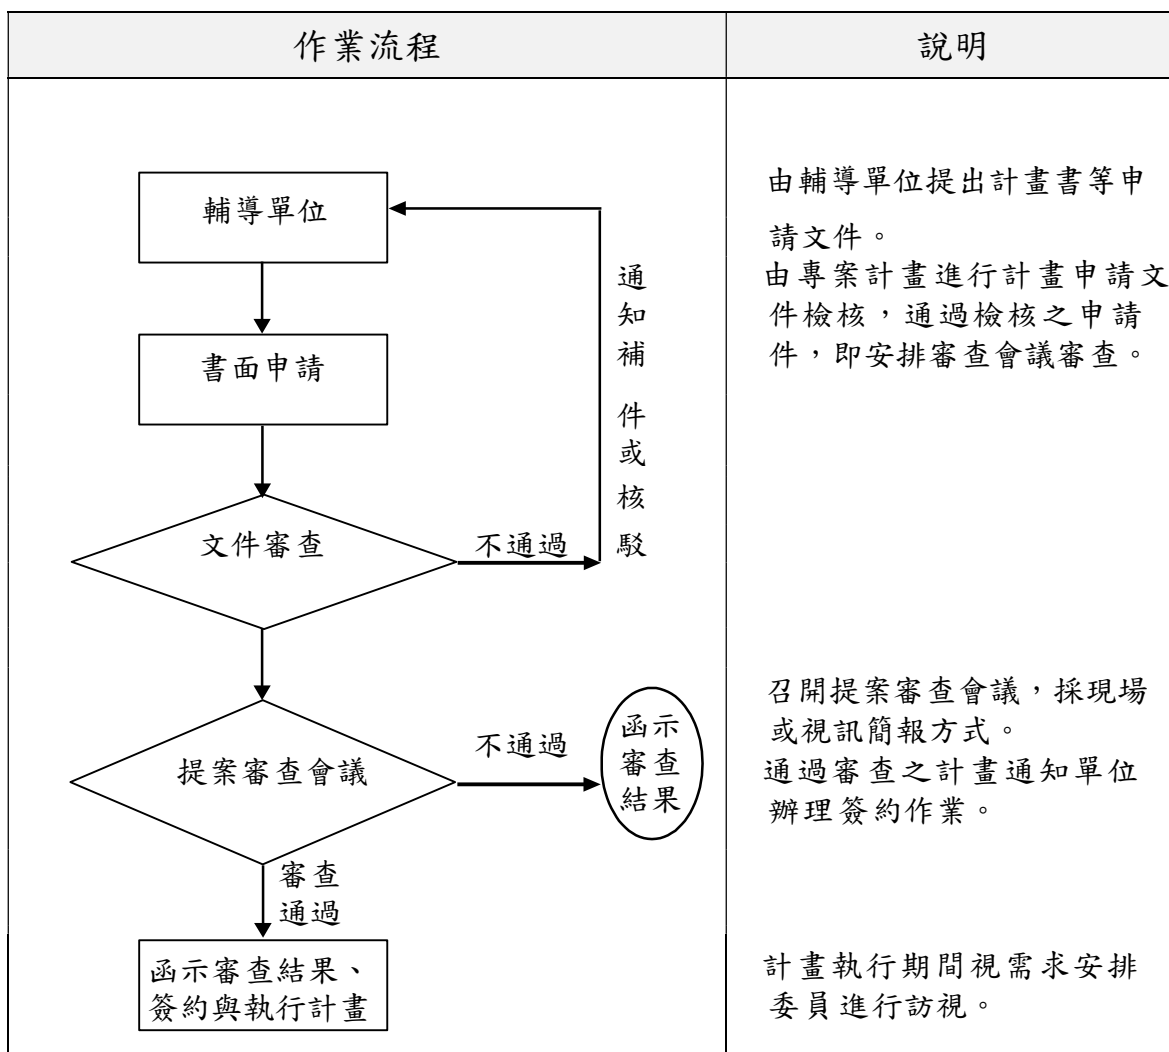 作業流程
說明
輔導單位
由輔導單位提出計畫書等申
請文件。
由專案計畫進行計畫申請文
件檢核，通過檢核之申請
件，即安排審查會議審查。
書面申請
通知補件或核駁
文件審查
不通過
召開提案審查會議，採現場
或視訊簡報方式。
通過審查之計畫通知單位
辦理簽約作業。
提案審查會議
不通過
函示
審查
結果
審查
通過
函示審查結果、
簽約與執行計畫
計畫執行期間視需求安排
委員進行訪視。